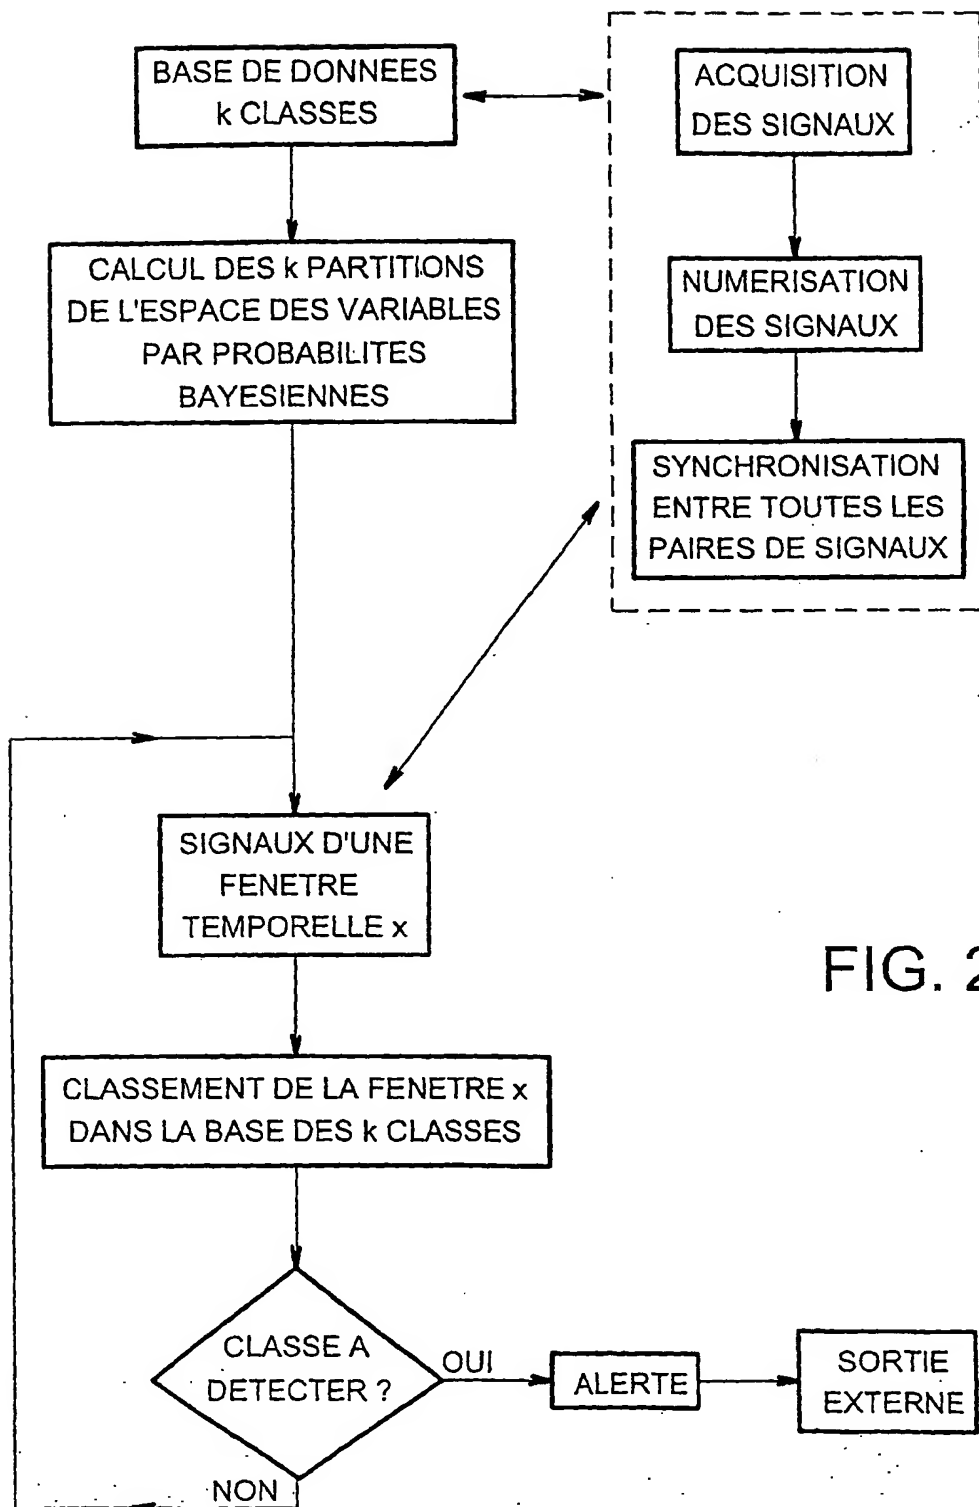 BASE DE DONNEES
k CLASSES
ACQUISITION
DES SIGNAUX
CALCUL DES k PARTITIONS
DE L'ESPACE DES VARIABLES
PAR PROBABILITES
BAYESIENNES
NUMERISATION
DES SIGNAUX
SYNCHRONISATION
ENTRE TOUTES LES
PAIRES DE SIGNAUX
SIGNAUX D'UNE
FENETRE
TEMPORELLE x
FIG. 2
CLASSEMENT DE LA FENETRE x
DANS LA BASE DES k CLASSES
CLASSE A
DETECTER ?
OUI
ALERTE
SORTIE
EXTERNE
NON